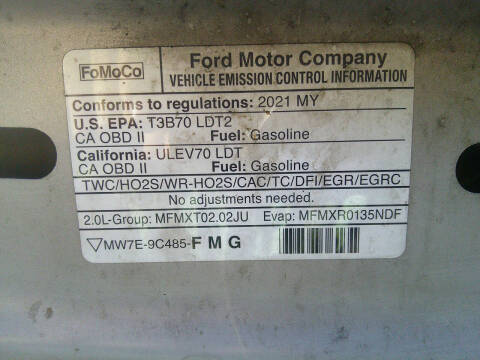 FoMoCo
Ford Motor Company
VEHICLE EMISSION CONTROL INFORMATION
Conforms to regulations: 2021 MY
U.S. EPA: T3B70 LDT2
CA OBD II Fuel: Gasoline
California: ULEV70 LDT
CA OBD II Fuel: Gasoline
TWC/HO2S/WR-HO2S/CAC/TC/DFI/EGR/EGRC
No adjustments needed.
2.0L-Group: MFMXT02.02JU Evap: MFMXR0135NDF
▽MW7E-9C485-F M G